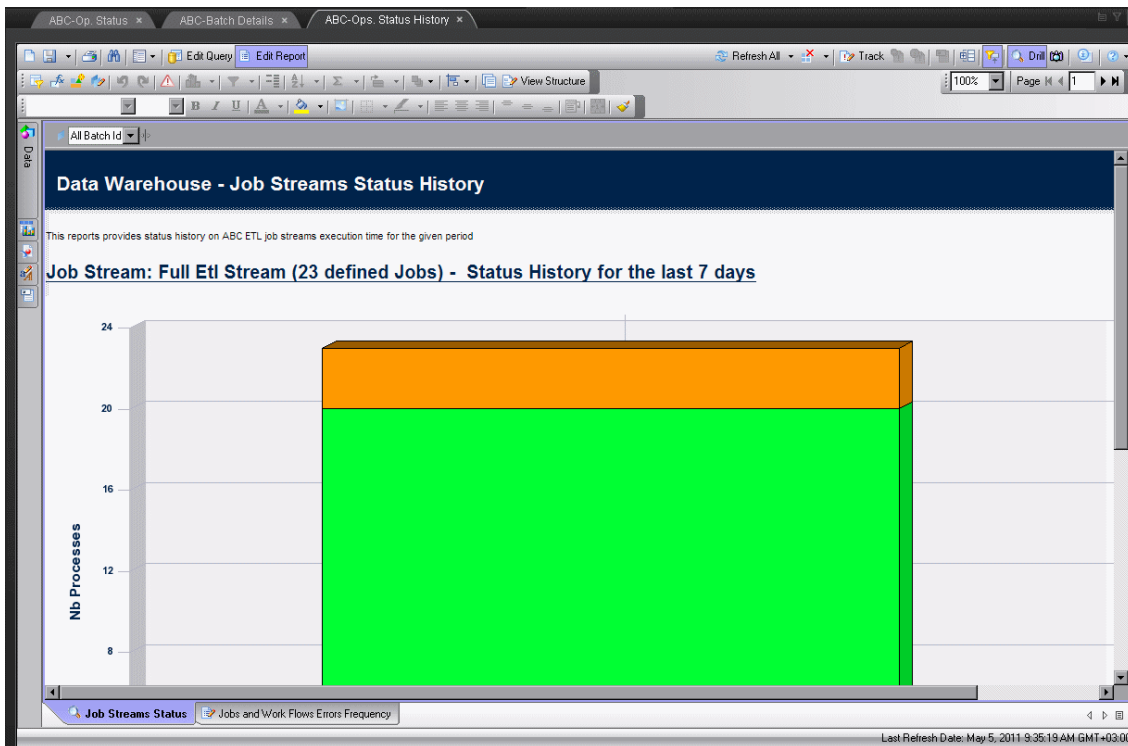 ABC-Op. Status ×
ABC-Batch Details ×
ABC-Ops. Status History ×
Edit Query
Edit Report
Refresh All
Track
Drill
View Structure
100%
Page
1
B I U A
All Batch Id
Data
Data Warehouse - Job Streams Status History
This reports provides status history on ABC ETL job streams execution time for the given period
Job Stream: Full Etl Stream (23 defined Jobs) - Status History for the last 7 days
24
20
16
12
8
Nb Processes
Job Streams Status
Jobs and Work Flows Errors Frequency
Last Refresh Date: May 5, 2011 9:35:19 AM GMT+03:00